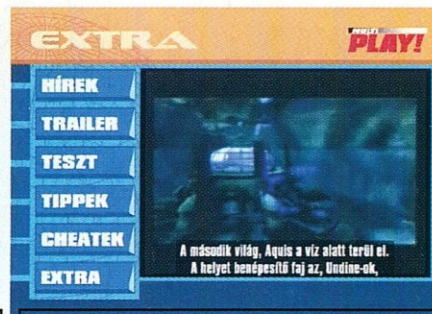 EXTRA
PLAY!
HÍREK
TRAILER
TESZT
TIPPEK
CHEATEK
EXTRA
A második világ, Aquis a víz alatt terül el.
A helyet benépesítő faj az, Undine-ok,